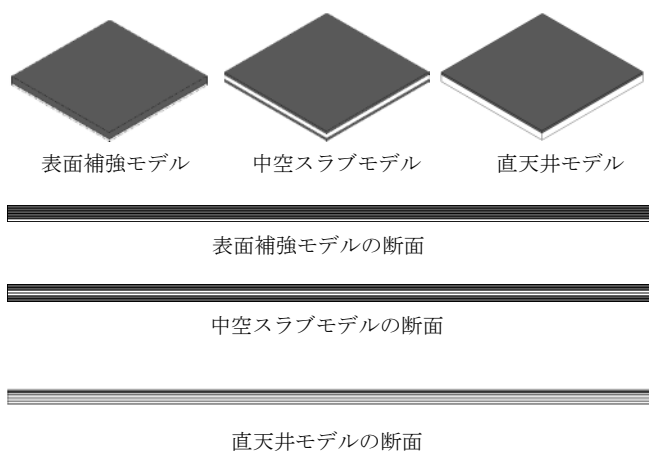 表面補強モデル 中空スラブモデル 直天井モデル
表面補強モデルの断面
中空スラブモデルの断面
直天井モデルの断面